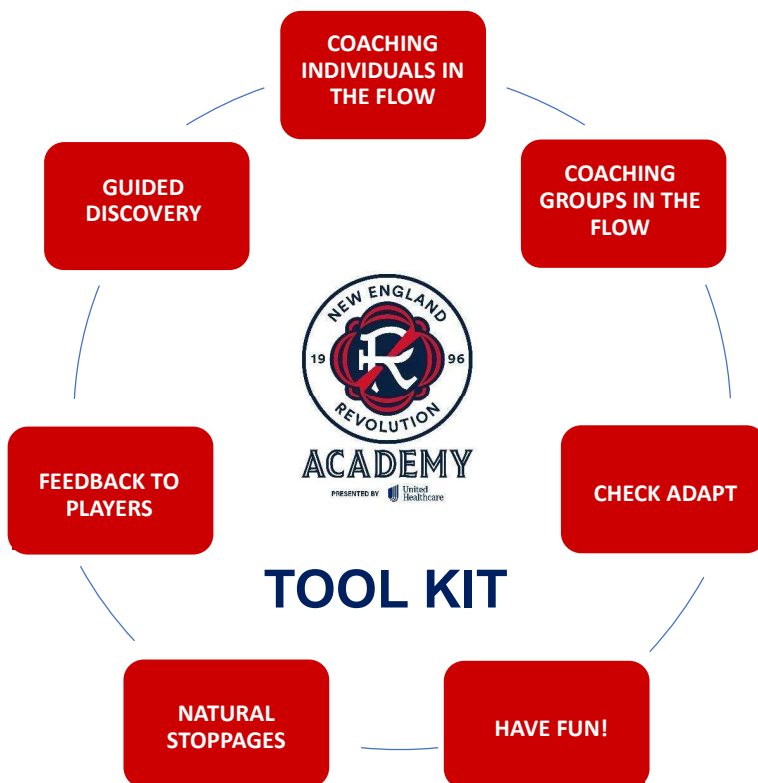 COACHING
INDIVIDUALS IN
THE FLOW
COACHING
GROUPS IN THE
FLOW
GUIDED
DISCOVERY
NEW ENGLAND
19 96
REVOLUTION
ACADEMY
PRESENTED BY United
Healthcare
FEEDBACK TO
PLAYERS
CHECK ADAPT
TOOL KIT
NATURAL
STOPPAGES
HAVE FUN!